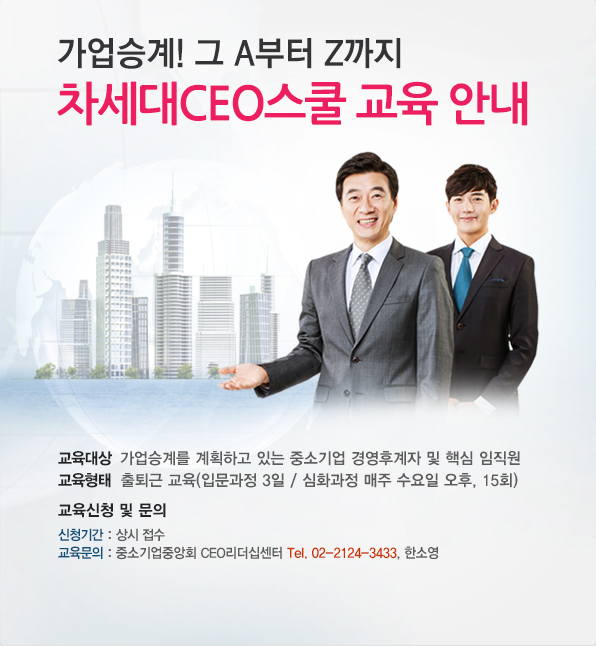 가업승계! 그 A부터 Z까지
차세대CEO스쿨 교육 안내
교육대상 가업승계를 계획하고 있는 중소기업 경영후계자 및 핵심 임직원
교육형태 출퇴근 교육(입문과정 3일 / 심화과정 매주 수요일 오후, 15회)
교육신청 및 문의
신청기간 : 상시 접수
교육문의 : 중소기업중앙회 CEO리더십센터 Tel. 02-2124-3433, 한소영